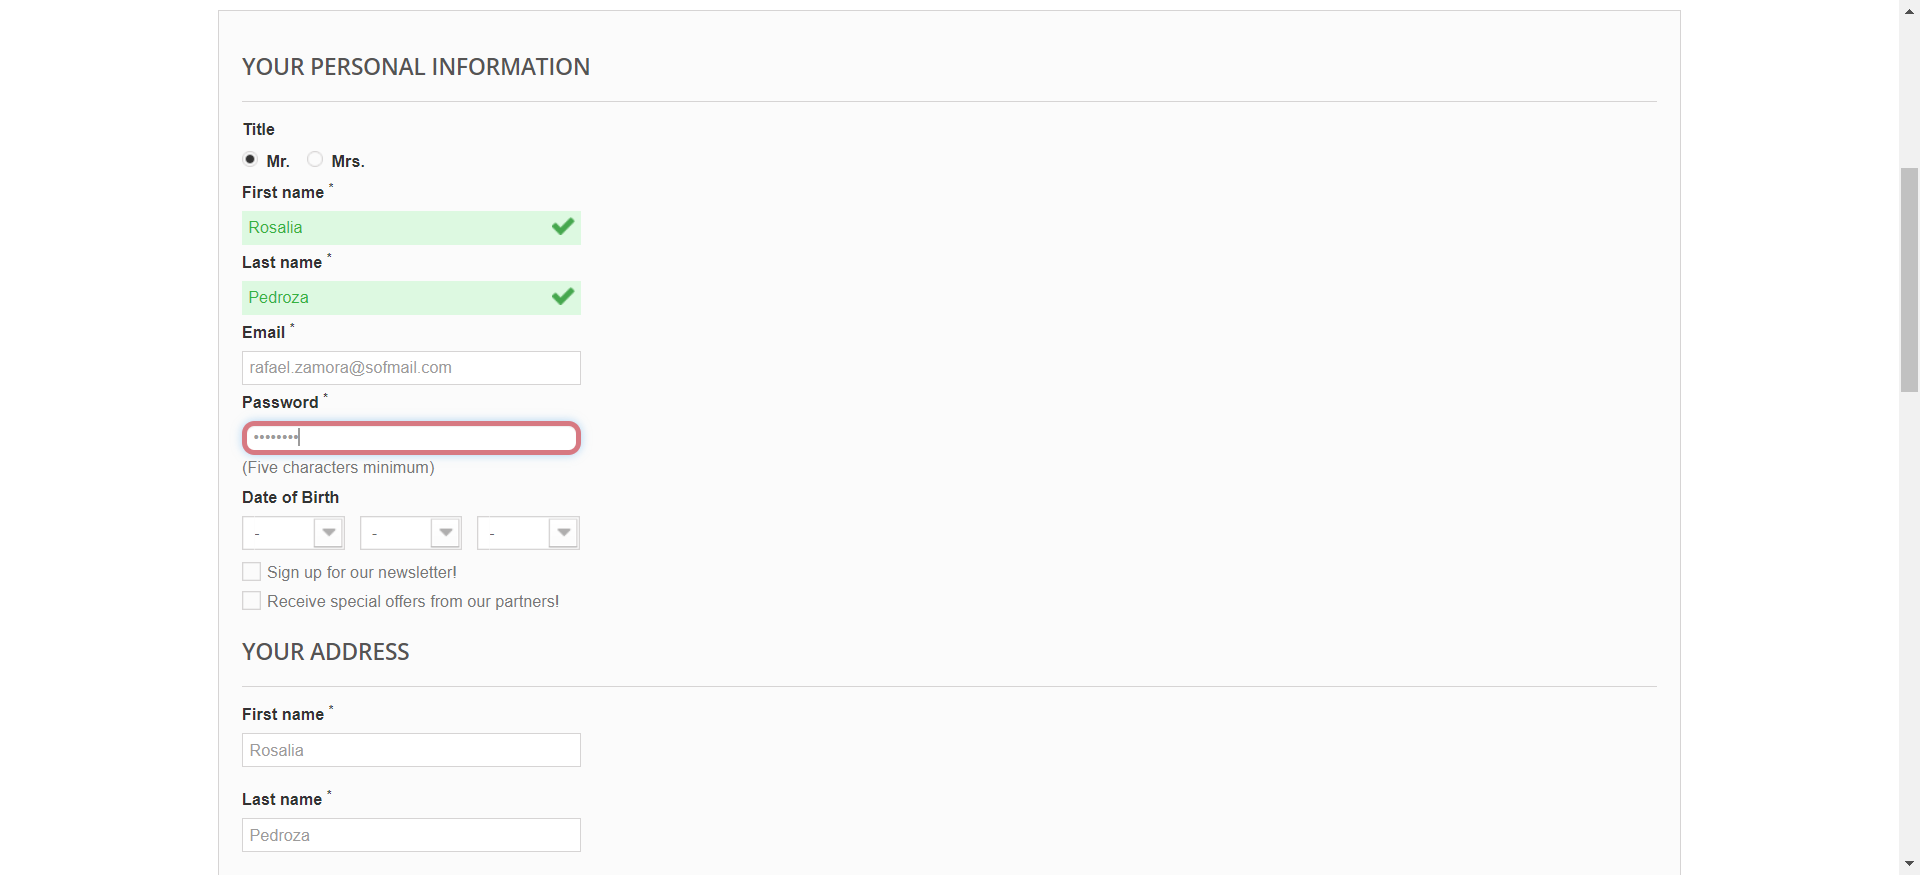 YOUR PERSONAL INFORMATION
Title
Mr. Mrs.
First name *
Rosalia
Last name *
Pedroza
Email *
rafael.zamora@sofmail.com
Password *
••••••••
(Five characters minimum)
Date of Birth
- - -
Sign up for our newsletter!
Receive special offers from our partners!
YOUR ADDRESS
First name *
Rosalia
Last name *
Pedroza